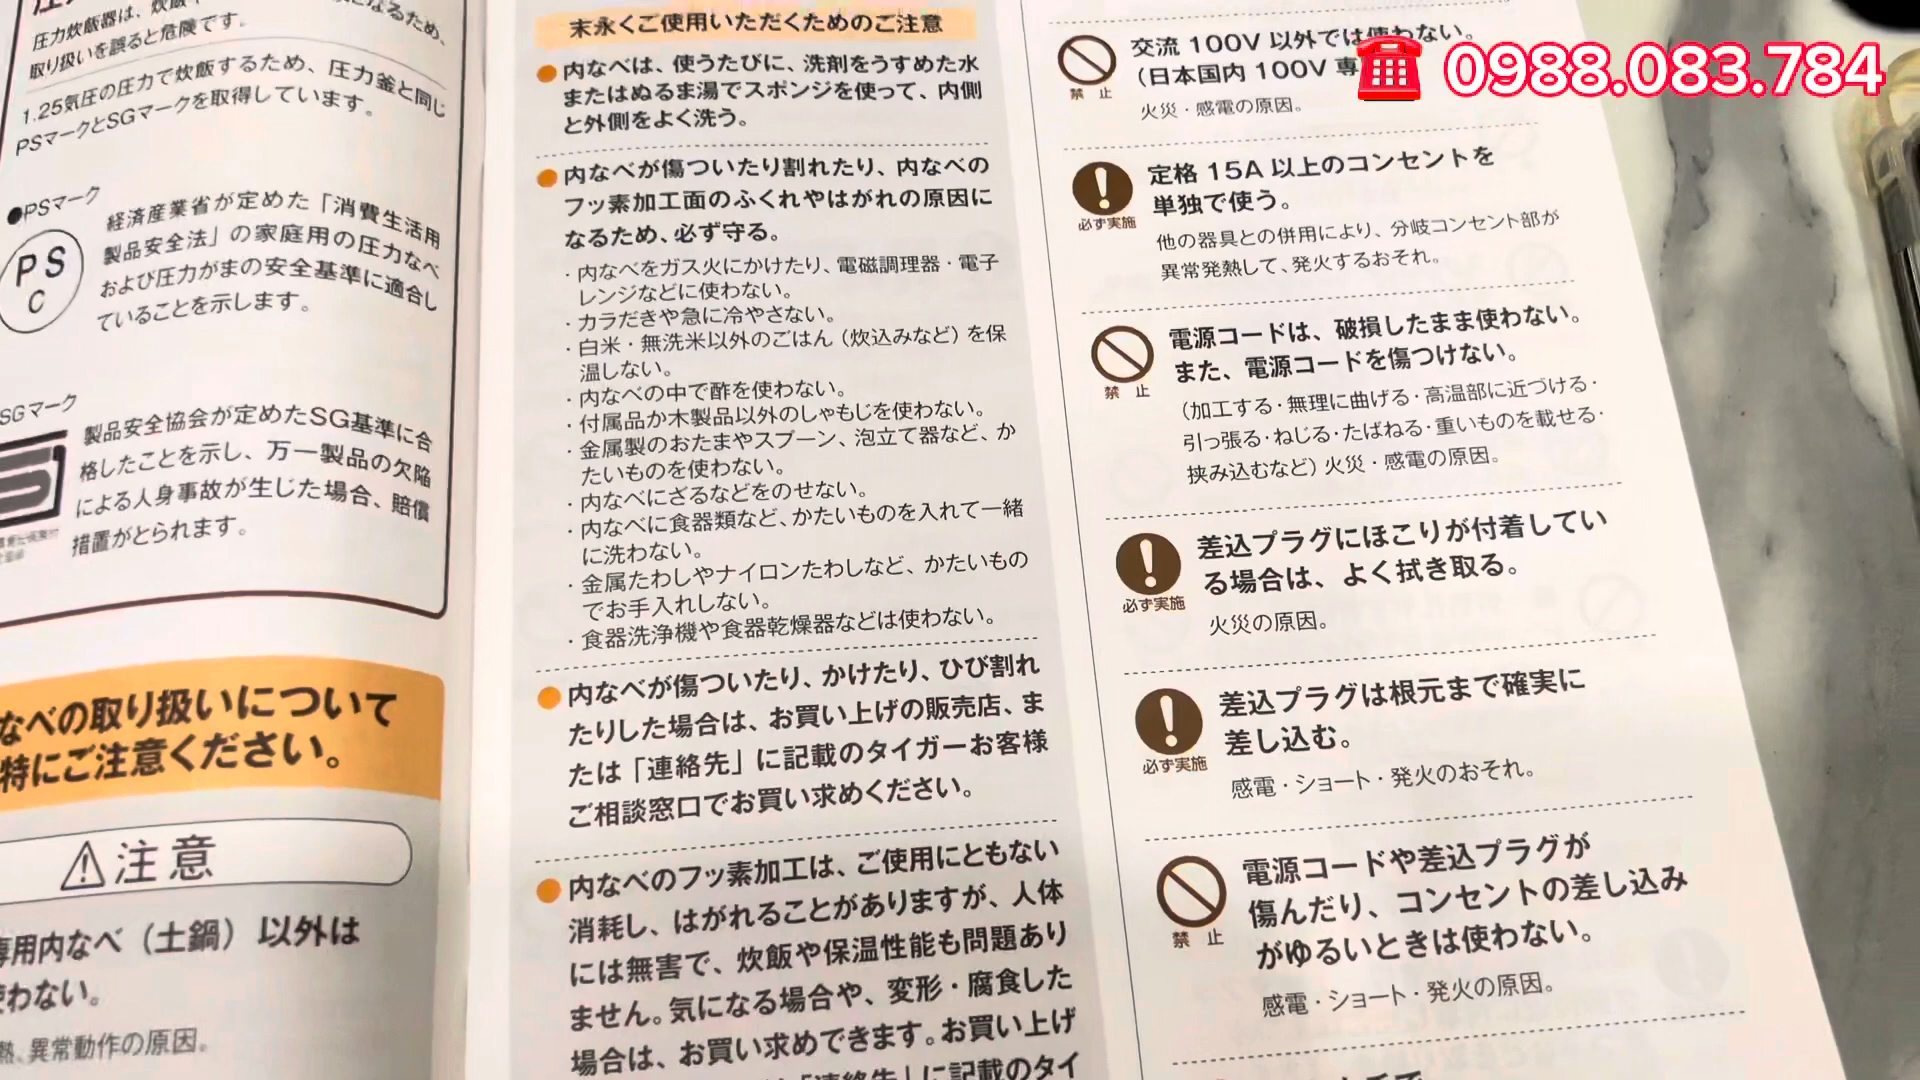 圧力炊飯器は、炊飯
になるため、
取り扱いを誤ると危険です。
1.25気圧の圧力で炊飯するため、圧力釜と同じ
PSマークとSGマークを取得しています。
●PSマーク
PS
C
経済産業省が定めた「消費生活用
製品安全法」の家庭用の圧力なべ
および圧力がまの安全基準に適合し
ていることを示します。
SGマーク
製品安全協会が定めたSG基準に合
格したことを示し、万一製品の欠陥
による人身事故が生じた場合、賠償
措置がとられます。
なべの取り扱いについて
特にご注意ください。
注意
専用内なべ（土鍋）以外は
使わない。
熱、異常動作の原因。
末永くご使用いただくためのご注意
●内なべは、使うたびに、洗剤をうすめた水
またはぬるま湯でスポンジを使って、内側
と外側をよく洗う。
●内なべが傷ついたり割れたり、内なべの
フッ素加工面のふくれやはがれの原因に
なるため、必ず守る。
・内なべをガス火にかけたり、電磁調理器・電子
レンジなどに使わない。
・カラだきや急に冷やさない。
・白米・無洗米以外のごはん（炊込みなど）を保
温しない。
・内なべの中で酢を使わない。
・付属品か木製品以外のしゃもじを使わない。
・金属製のおたまやスプーン、泡立て器など、か
たいものを使わない。
・内なべにざるなどをのせない。
・内なべに食器類など、かたいものを入れて一緒
に洗わない。
・金属たわしやナイロンたわしなど、かたいもの
でお手入れしない。
・食器洗浄機や食器乾燥器などは使わない。
●内なべが傷ついたり、かけたり、ひび割れ
たりした場合は、お買い上げの販売店、ま
たは「連絡先」に記載のタイガーお客様
ご相談窓口でお買い求めください。
●内なべのフッ素加工は、ご使用にともない
消耗し、はがれることがありますが、人体
には無害で、炊飯や保温性能も問題あり
ません。気になる場合や、変形・腐食した
場合は、お買い求めできます。お買い上げ
「連絡先」に記載のタイ
交流 100V 以外では使わない。
（日本国内 100V 専
禁 止
火災・感電の原因。
☎ 0988.083.784
定格 15A 以上のコンセントを
単独で使う。
必ず実施
他の器具との併用により、分岐コンセント部が
異常発熱して、発火するおそれ。
電源コードは、破損したまま使わない。
また、電源コードを傷つけない。
禁 止
（加工する・無理に曲げる・高温部に近づける・
引っ張る・ねじる・たばねる・重いものを載せる・
挟み込むなど）火災・感電の原因。
差込プラグにほこりが付着してい
る場合は、よく拭き取る。
必ず実施
火災の原因。
差込プラグは根元まで確実に
差し込む。
必ず実施
感電・ショート・発火のおそれ。
電源コードや差込プラグが
傷んだり、コンセントの差し込み
がゆるいときは使わない。
禁 止
感電・ショート・発火の原因。